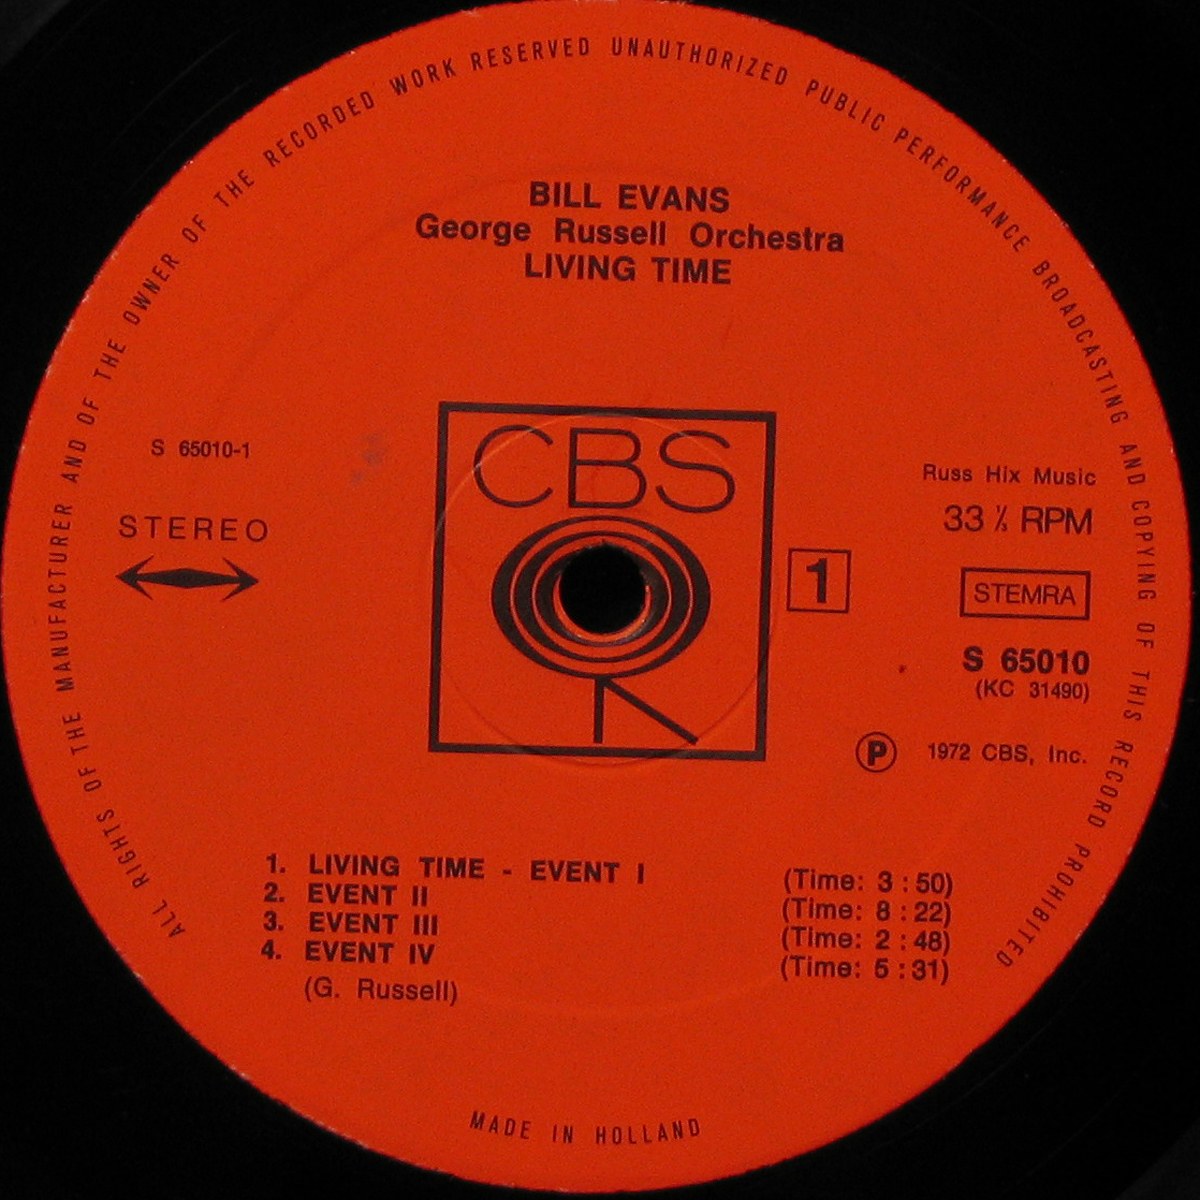 ALL RIGHTS OF THE MANUFACTURER AND OF THE OWNER OF THE RECORDED WORK RESERVED UNAUTHORIZED PUBLIC PERFORMANCE BROADCASTING AND COPYING OF THIS RECORD PROHIBITED
BILL EVANS
George Russell Orchestra
LIVING TIME
CBS
S 65010-1
STEREO
1
Russ Hix Music
33 ⅓ RPM
STEMRA
S 65010
(KC 31490)
Ⓟ 1972 CBS, Inc.
1. LIVING TIME - EVENT I (Time: 3 : 50)
2. EVENT II (Time: 8 : 22)
3. EVENT III (Time: 2 : 48)
4. EVENT IV (Time: 5 : 31)
(G. Russell)
MADE IN HOLLAND